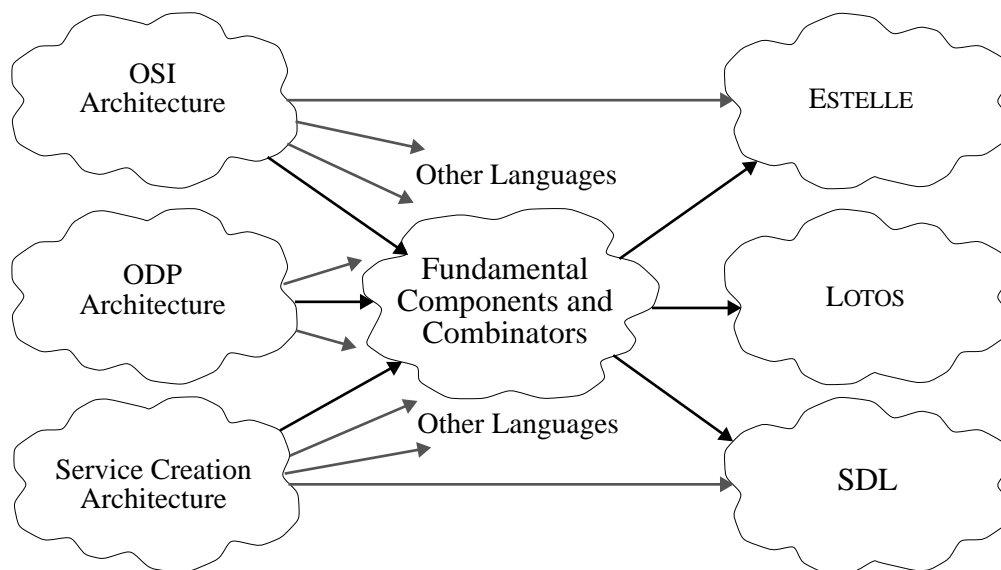 OSI
Architecture
ESTELLE
Other Languages
ODP
Architecture
Fundamental
Components and
Combinators
LOTOS
Other Languages
Service Creation
Architecture
SDL